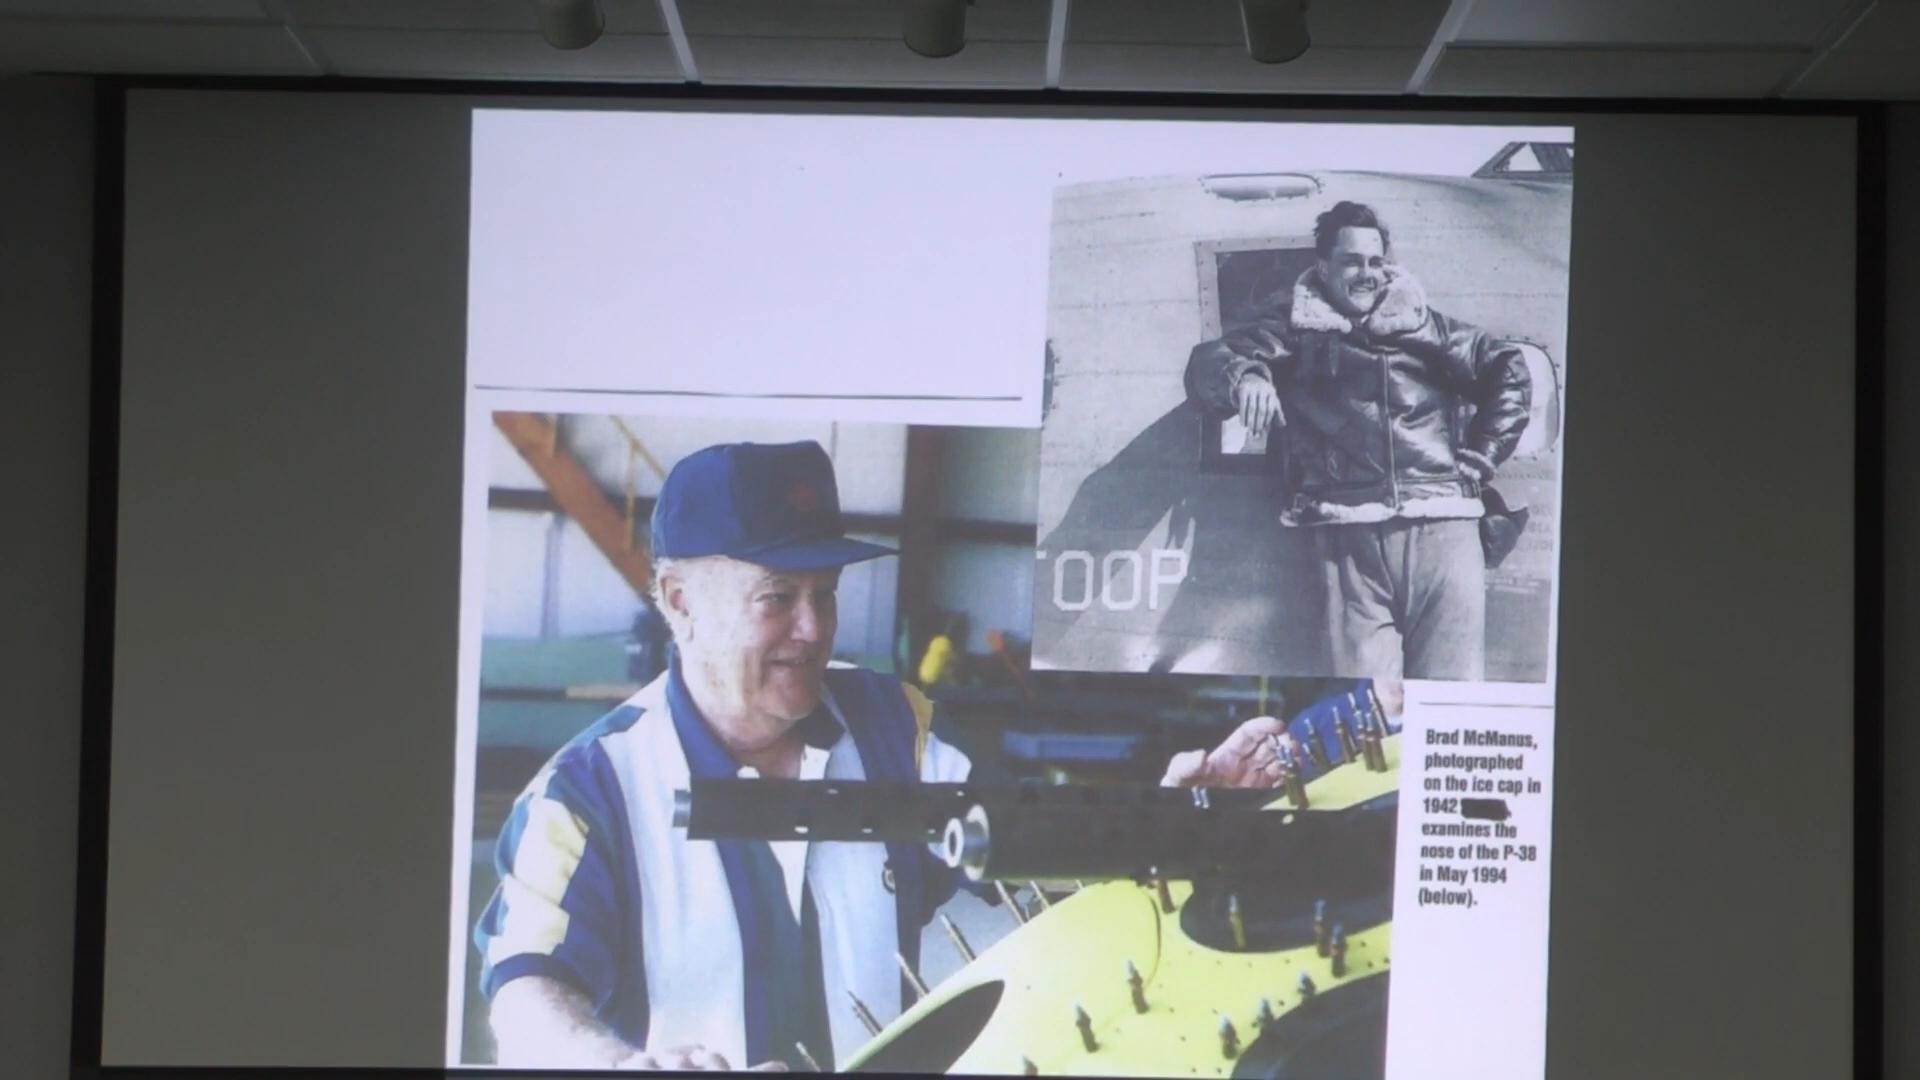 OOP
Brad McManus,
photographed
on the ice cap in
1942
examines the
nose of the P-38
in May 1994
(below).